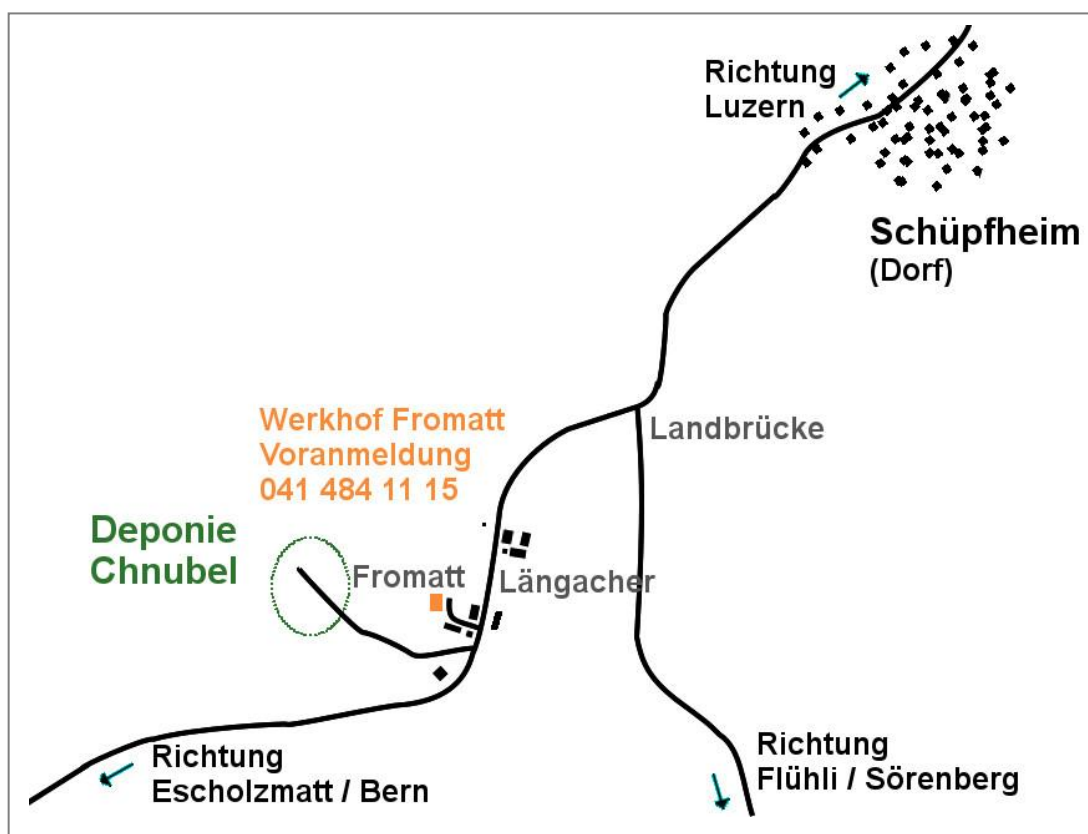 Richtung
Luzern
Schüpfheim
(Dorf)
Landbrücke
Werkhof Fromatt
Voranmeldung
041 484 11 15
Deponie
Chnubel
Fromatt
Längacher
Richtung
Escholzmatt / Bern
Richtung
Flühli / Sörenberg